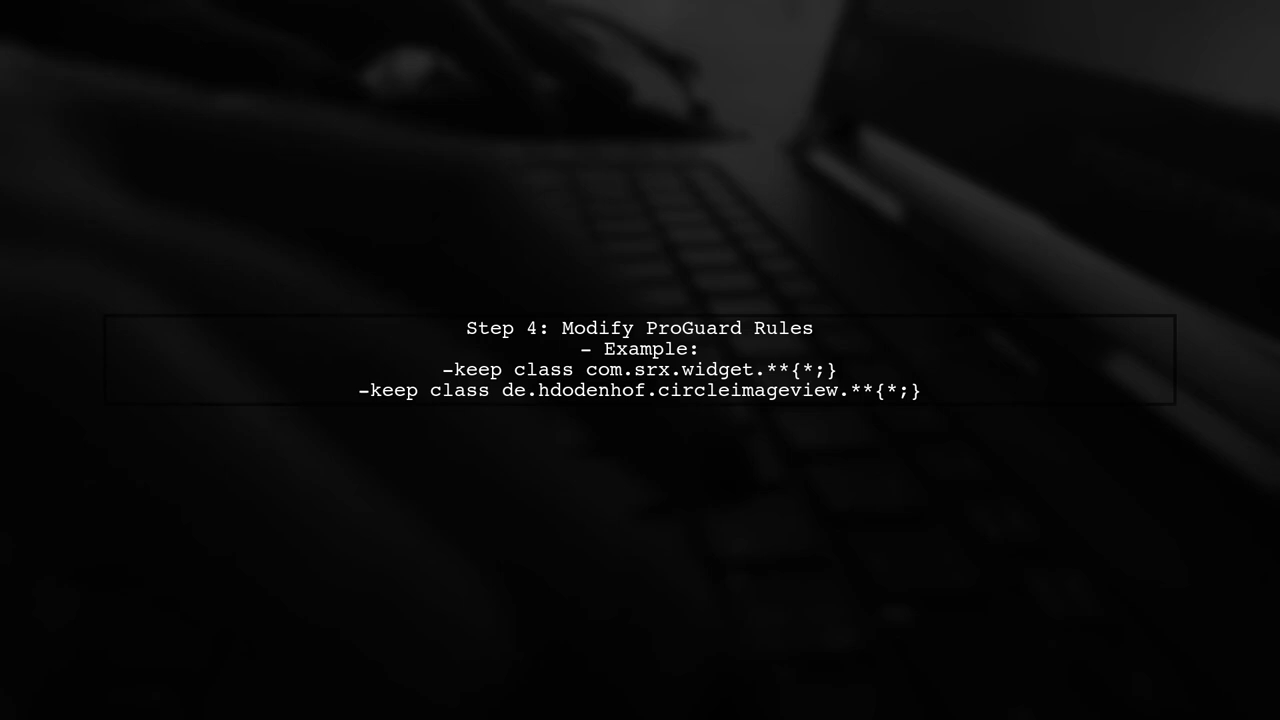 Step 4: Modify ProGuard Rules
- Example:
-keep class com.srx.widget.**{*;}
-keep class de.hdodenhof.circleimageview.**{*;}